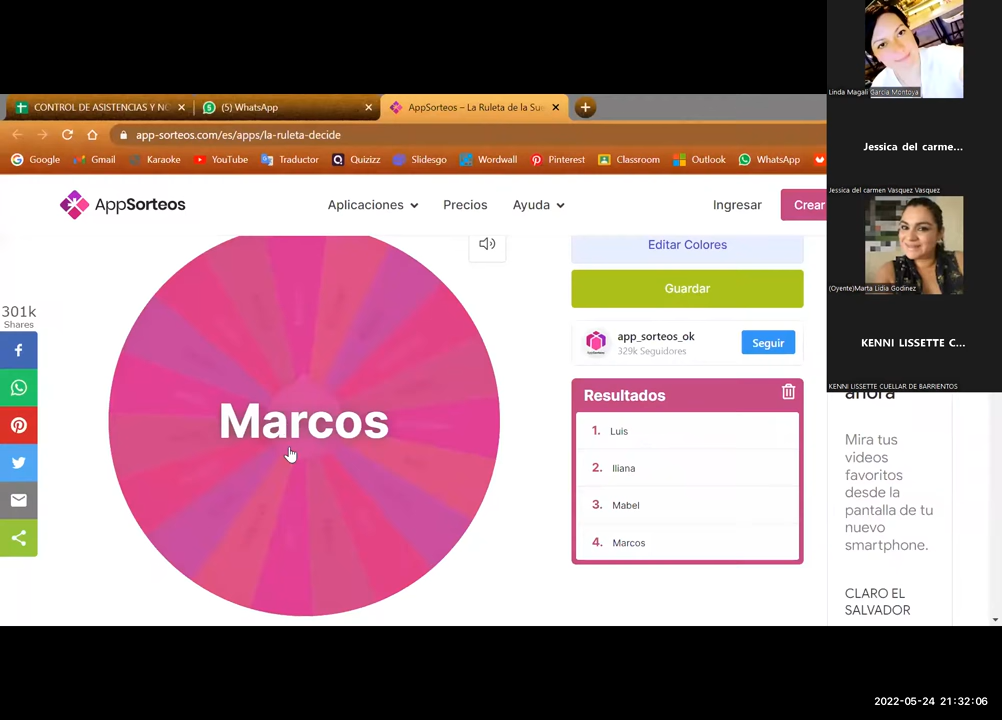 CONTROL DE ASISTENCIAS Y NO
(5) WhatsApp
AppSorteos – La Ruleta de la Sue
app-sorteos.com/es/apps/la-ruleta-decide
Google
Gmail
Karaoke
YouTube
Traductor
Quizizz
Slidesgo
Wordwall
Pinterest
Classroom
Outlook
WhatsApp
AppSorteos
Aplicaciones
Precios
Ayuda
Ingresar
Crear
301k
Shares
Marcos
Editar Colores
Guardar
app_sorteos_ok
329k Seguidores
Seguir
Resultados
1. Luis
2. Iliana
3. Mabel
4. Marcos
Linda Magali Garcia Montoya
Jessica del carme...
Jessica del carmen Vasquez Vasquez
(Oyente)Marta Lidia Godinez
KENNI LISSETTE C...
KENNI LISSETTE CUELLAR DE BARRIENTOS
ahora
Mira tus
videos
favoritos
desde la
pantalla de tu
nuevo
smartphone.
CLARO EL
SALVADOR
2022-05-24 21:32:06